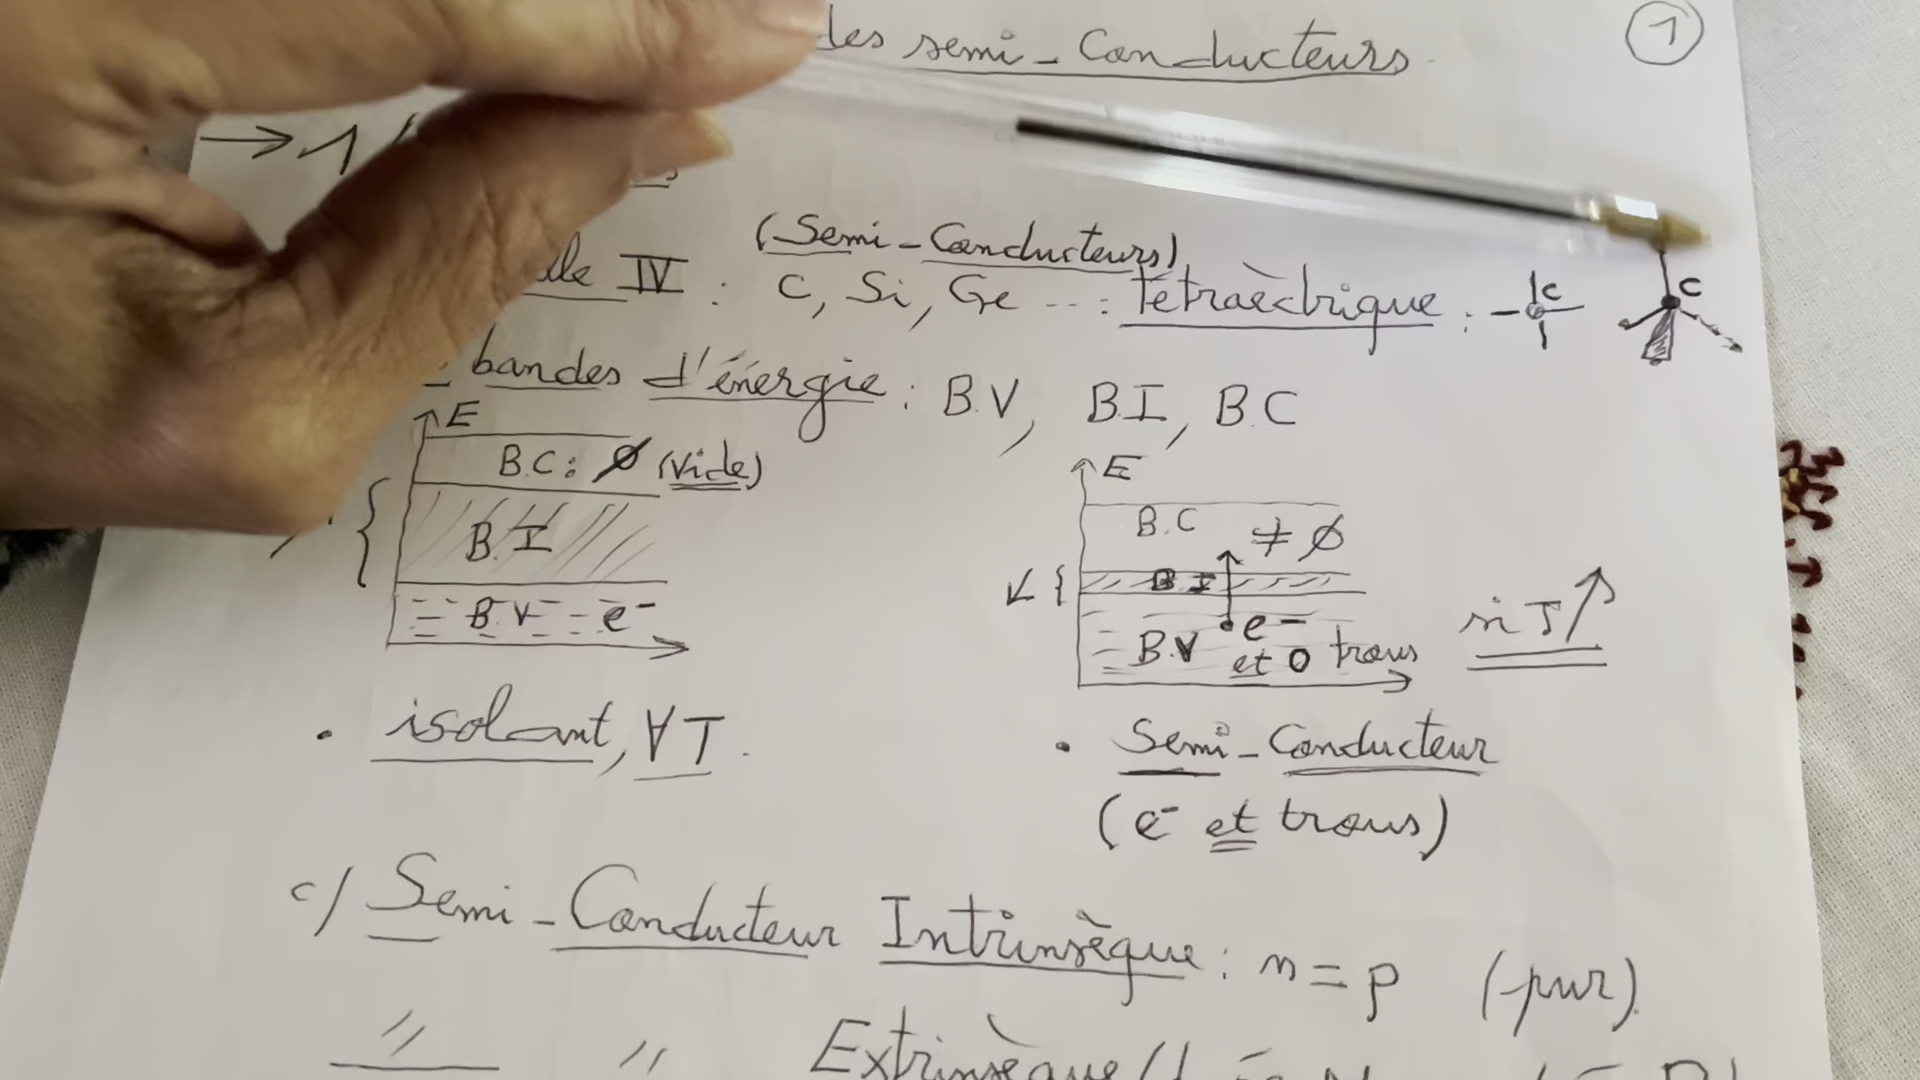 des semi-Conducteurs
1
→ 1/
(Semi-Conducteurs)
IV : C, Si, Ge ... : Tétraèdrique : C C
bandes d'énergie : B.V, B.I, B.C
E
B.C : ∅ (vide)
B.I
B.V e⁻
E
B.C ≠ ∅
B.I
B.V e⁻
et O trous
si T↗
. isolant, ∀T.
. Semi-Conducteur
(e⁻ et trous)
c/ Semi-Conducteur Intrinsèque : n = p (pur)
// // Extrinsèque